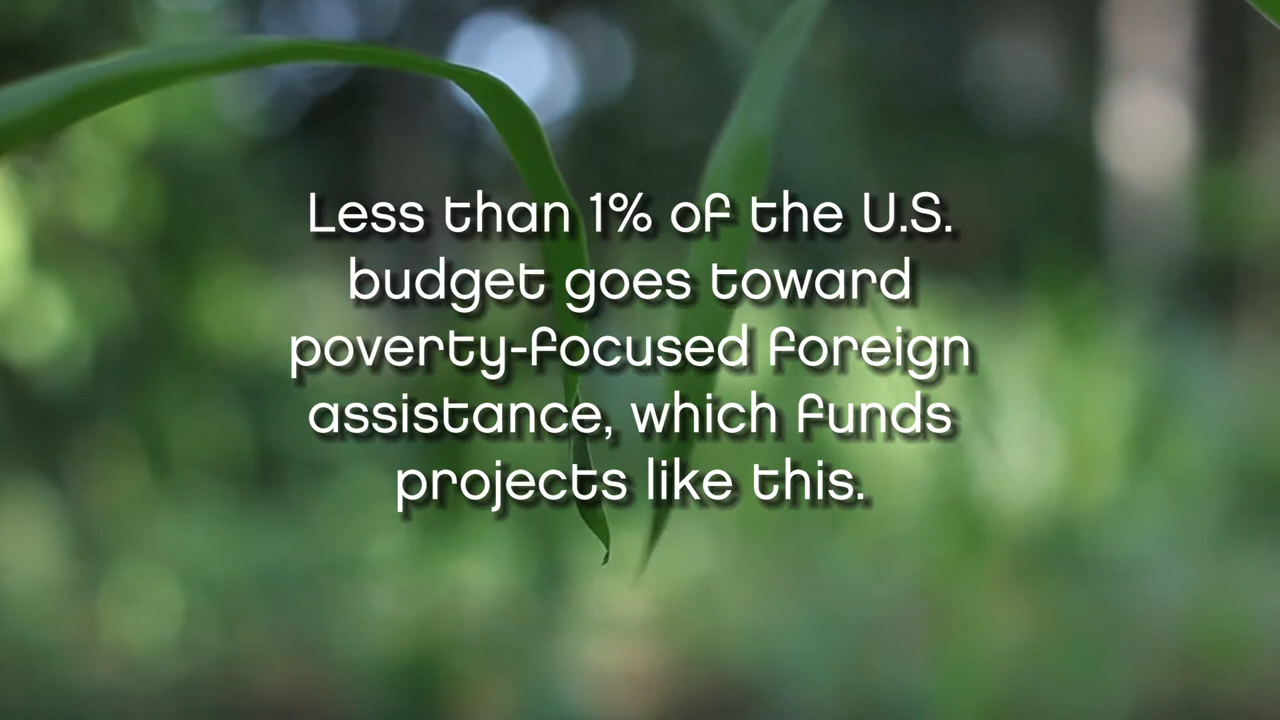 Less than 1% of the U.S.
budget goes toward
poverty-focused foreign
assistance, which funds
projects like this.